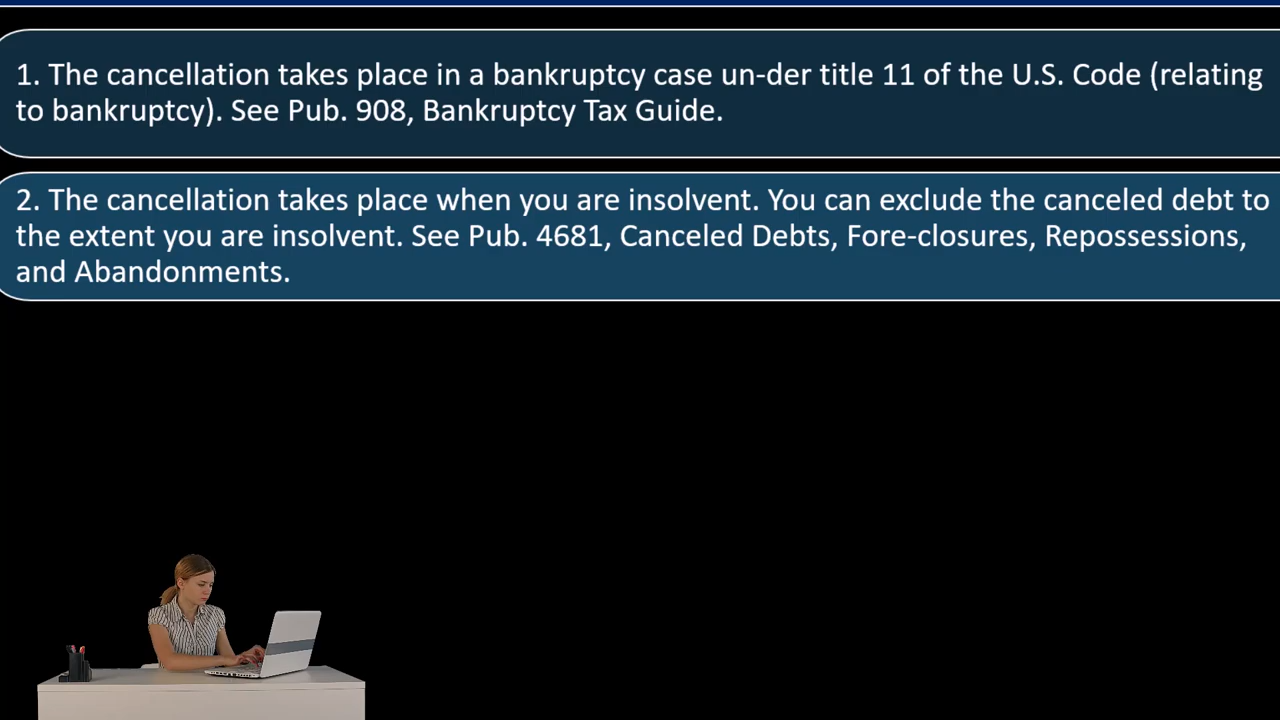 1. The cancellation takes place in a bankruptcy case un-der title 11 of the U.S. Code (relating
to bankruptcy). See Pub. 908, Bankruptcy Tax Guide.
2. The cancellation takes place when you are insolvent. You can exclude the canceled debt to
the extent you are insolvent. See Pub. 4681, Canceled Debts, Fore-closures, Repossessions,
and Abandonments.